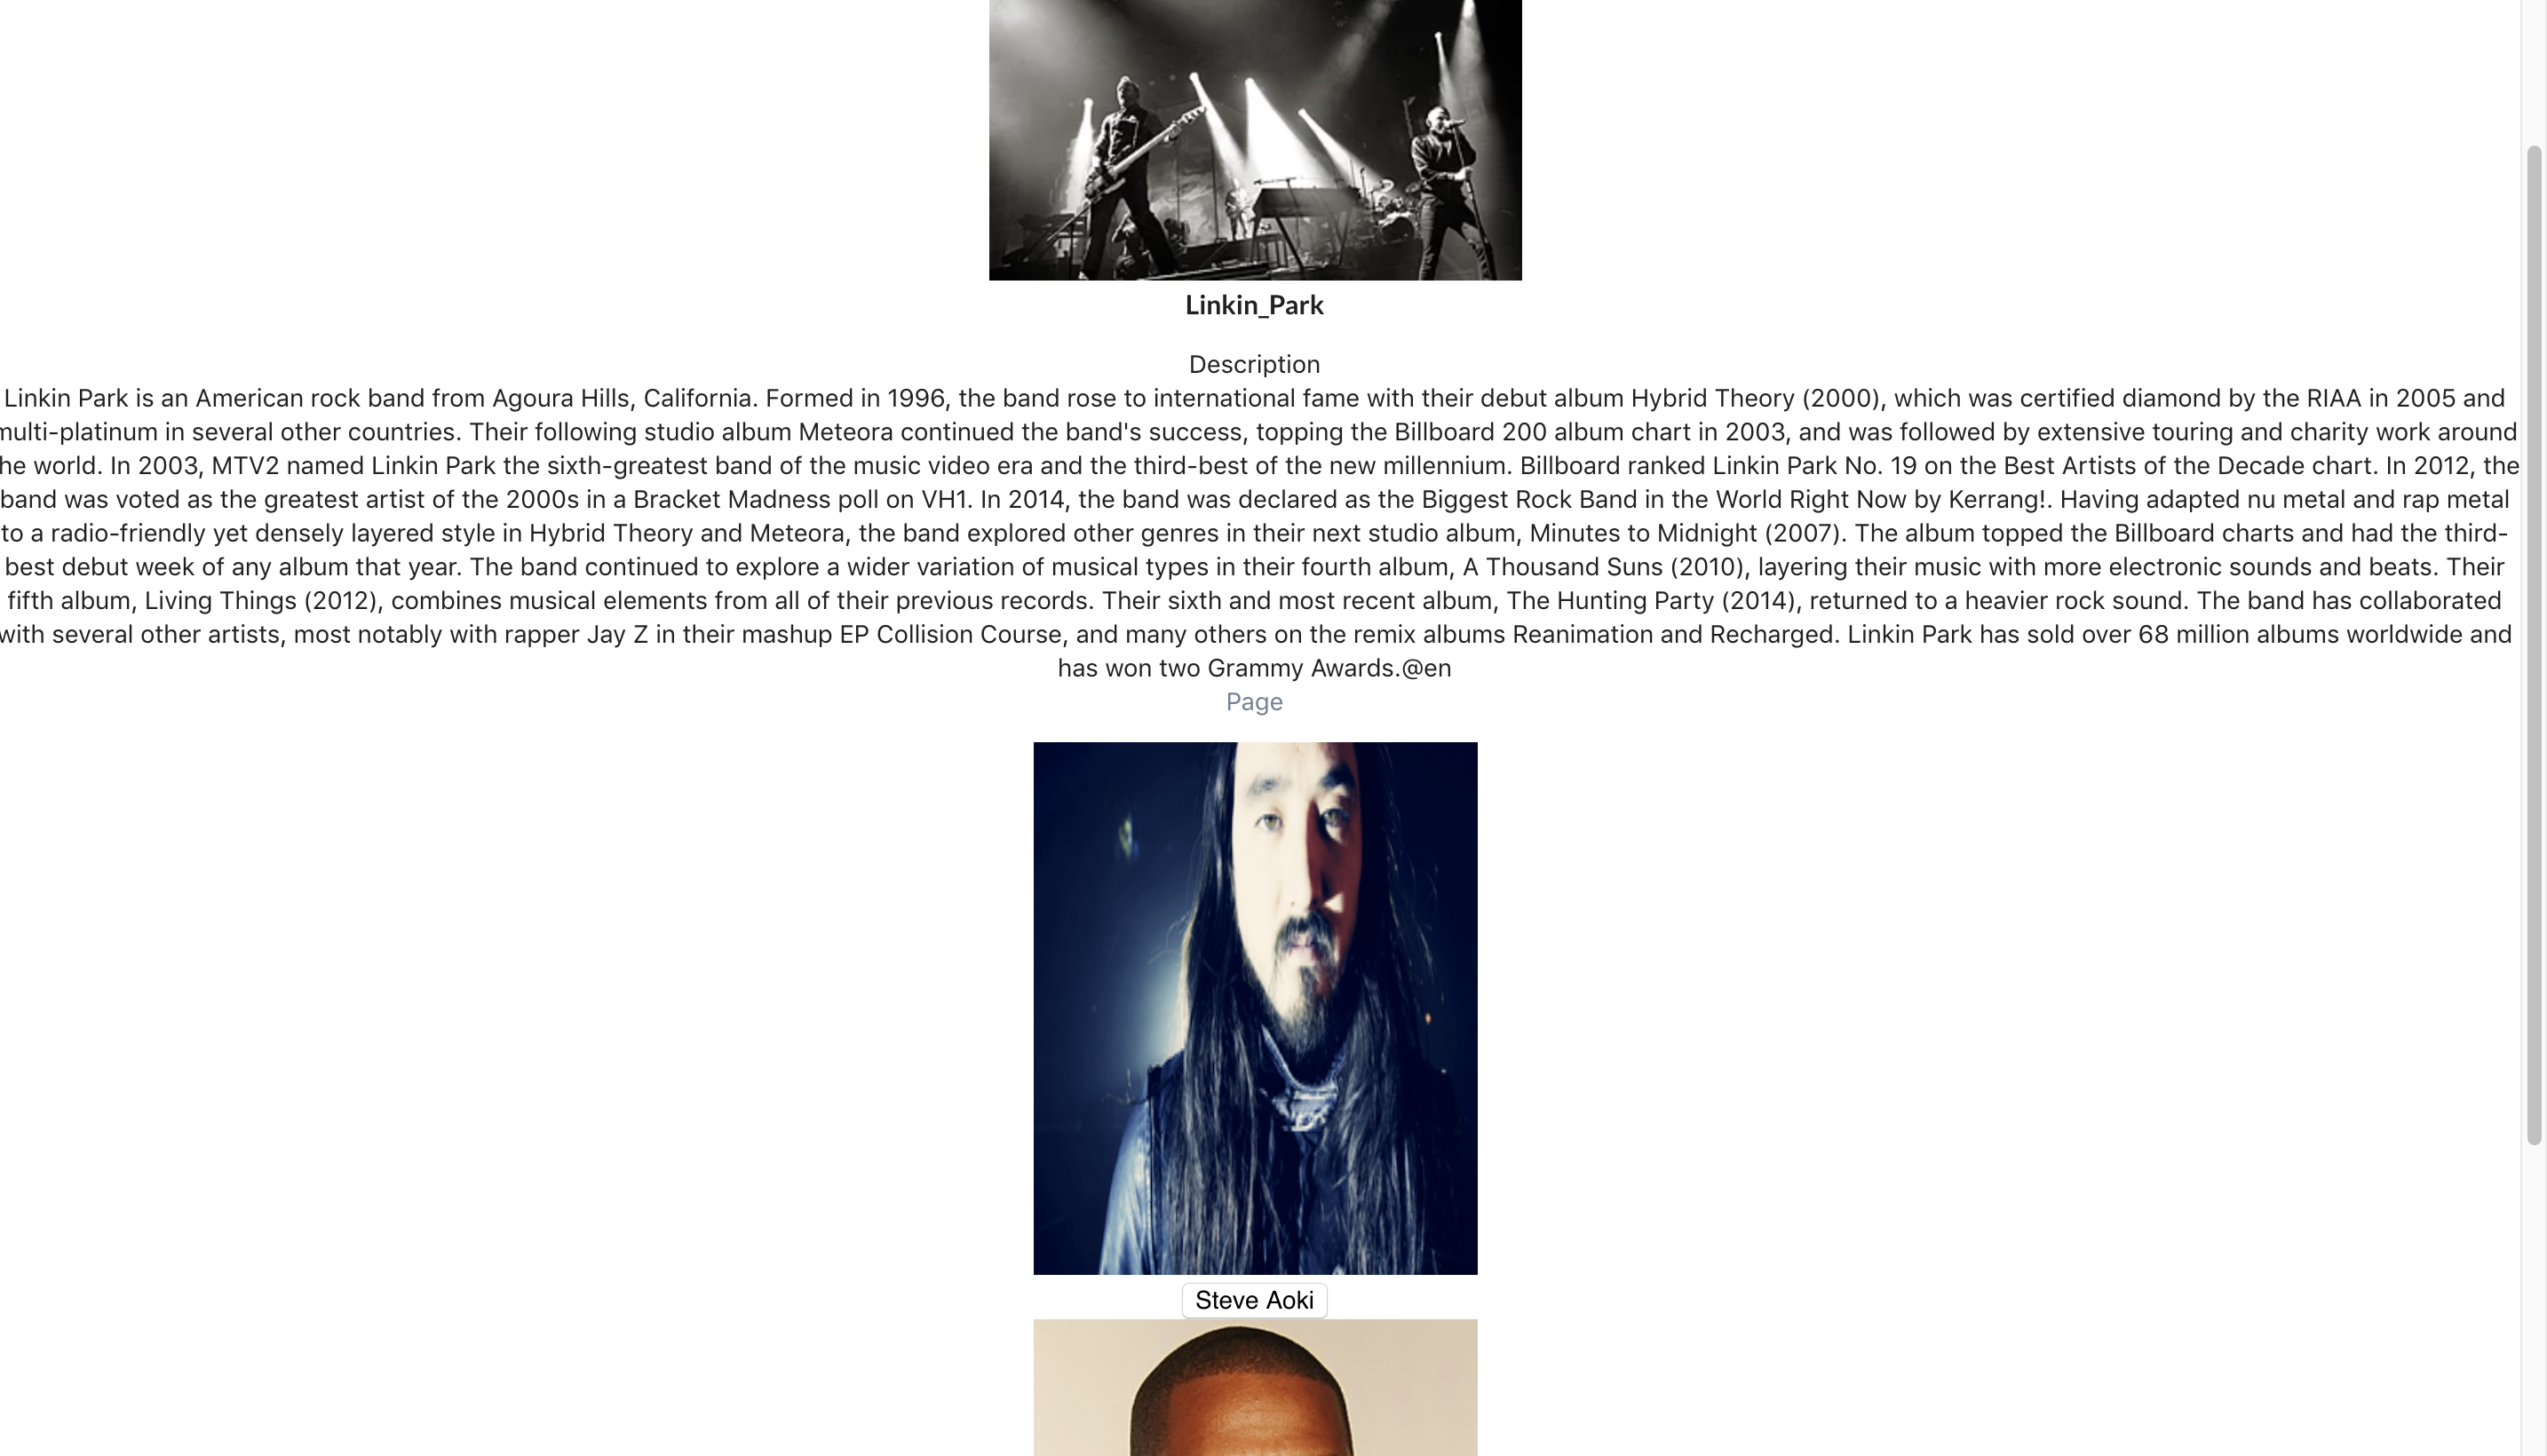 Linkin_Park
Description
Linkin Park is an American rock band from Agoura Hills, California. Formed in 1996, the band rose to international fame with their debut album Hybrid Theory (2000), which was certified diamond by the RIAA in 2005 and
multi-platinum in several other countries. Their following studio album Meteora continued the band's success, topping the Billboard 200 album chart in 2003, and was followed by extensive touring and charity work around
he world. In 2003, MTV2 named Linkin Park the sixth-greatest band of the music video era and the third-best of the new millennium. Billboard ranked Linkin Park No. 19 on the Best Artists of the Decade chart. In 2012, the
band was voted as the greatest artist of the 2000s in a Bracket Madness poll on VH1. In 2014, the band was declared as the Biggest Rock Band in the World Right Now by Kerrang!. Having adapted nu metal and rap metal
to a radio-friendly yet densely layered style in Hybrid Theory and Meteora, the band explored other genres in their next studio album, Minutes to Midnight (2007). The album topped the Billboard charts and had the third-
best debut week of any album that year. The band continued to explore a wider variation of musical types in their fourth album, A Thousand Suns (2010), layering their music with more electronic sounds and beats. Their
fifth album, Living Things (2012), combines musical elements from all of their previous records. Their sixth and most recent album, The Hunting Party (2014), returned to a heavier rock sound. The band has collaborated
with several other artists, most notably with rapper Jay Z in their mashup EP Collision Course, and many others on the remix albums Reanimation and Recharged. Linkin Park has sold over 68 million albums worldwide and
has won two Grammy Awards.@en
Page
Steve Aoki